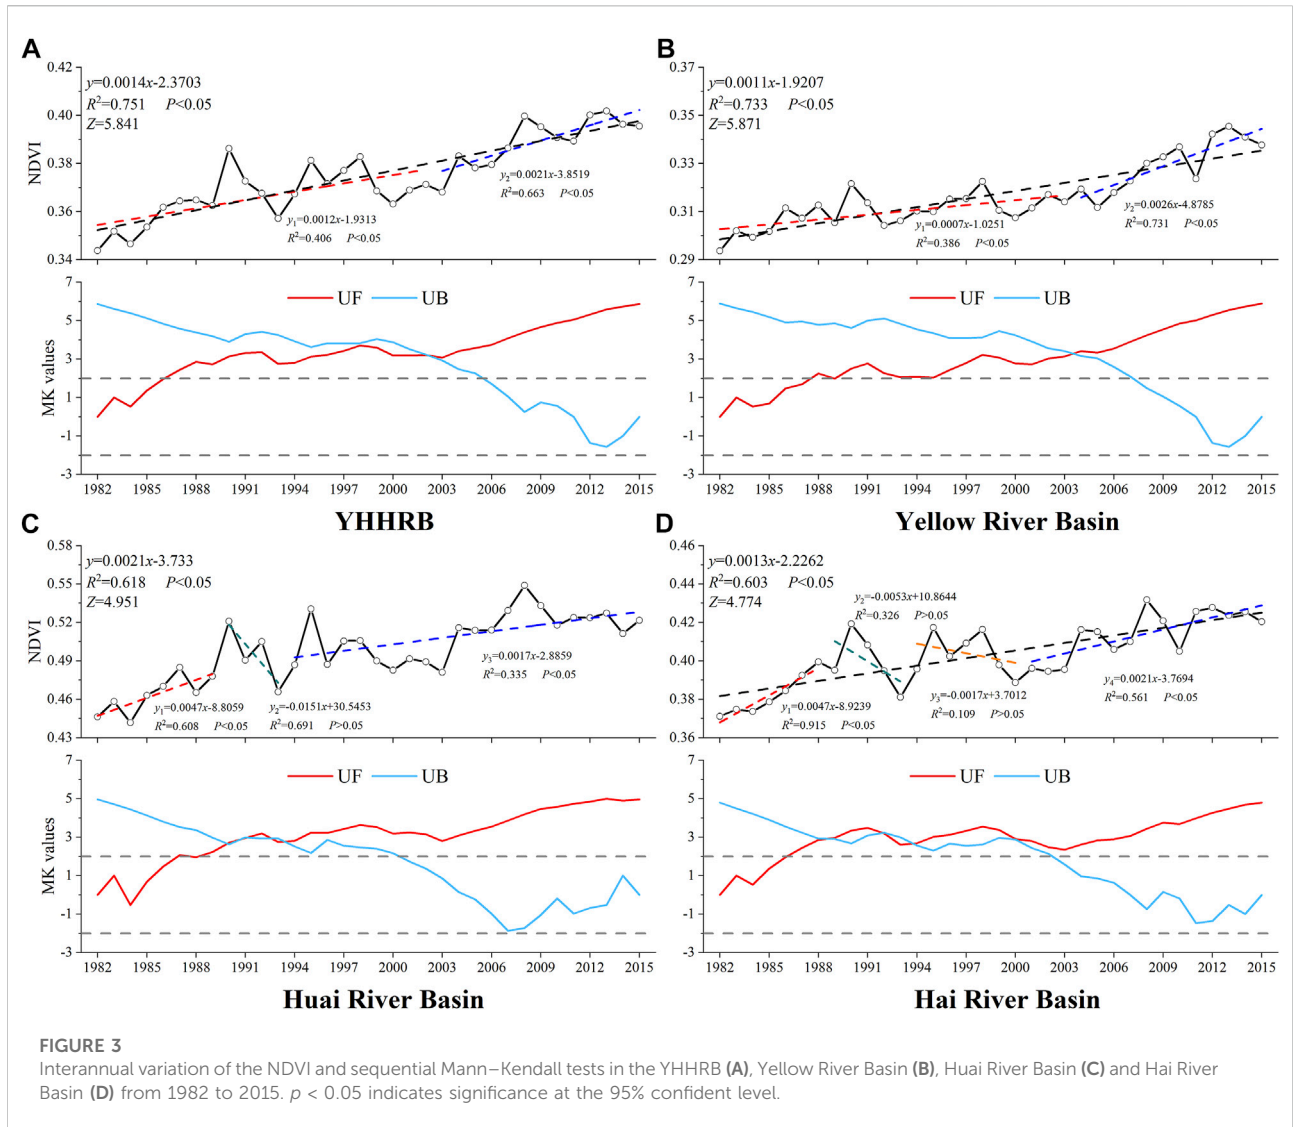 A
0.42
0.40
0.38
0.36
0.34
NDVI
y=0.0014x-2.3703
R²=0.751 P<0.05
Z=5.841
y₂=0.0021x-3.8519
R²=0.663 P<0.05
y₁=0.0012x-1.9313
R²=0.406 P<0.05
7
5
3
1
-1
-3
MK values
UF UB
1982 1985 1988 1991 1994 1997 2000 2003 2006 2009 2012 2015
YHHRB
B
0.37
0.35
0.33
0.31
0.29
NDVI
y=0.0011x-1.9207
R²=0.733 P<0.05
Z=5.871
y₂=0.0026x-4.8785
R²=0.731 P<0.05
y₁=0.0007x-1.0251
R²=0.386 P<0.05
7
5
3
1
-1
-3
MK values
UF UB
1982 1985 1988 1991 1994 1997 2000 2003 2006 2009 2012 2015
Yellow River Basin
C
0.58
0.55
0.52
0.49
0.46
0.43
NDVI
y=0.0021x-3.733
R²=0.618 P<0.05
Z=4.951
y₃=0.0017x-2.8859
R²=0.335 P<0.05
y₁=0.0047x-8.8059
R²=0.608 P<0.05
y₂=-0.0151x+30.5453
R²=0.691 P>0.05
7
5
3
1
-1
-3
MK values
UF UB
1982 1985 1988 1991 1994 1997 2000 2003 2006 2009 2012 2015
Huai River Basin
D
0.46
0.44
0.42
0.40
0.38
0.36
NDVI
y=0.0013x-2.2262
R²=0.603 P<0.05
Z=4.774
y₂=-0.0053x+10.8644
R²=0.326 P>0.05
y₄=0.0021x-3.7694
R²=0.561 P<0.05
y₃=-0.0017x+3.7012
R²=0.109 P>0.05
y₁=0.0047x-8.9239
R²=0.915 P<0.05
7
5
3
1
-1
-3
MK values
UF UB
1982 1985 1988 1991 1994 1997 2000 2003 2006 2009 2012 2015
Hai River Basin
FIGURE 3
Interannual variation of the NDVI and sequential Mann–Kendall tests in the YHHRB (A), Yellow River Basin (B), Huai River Basin (C) and Hai River
Basin (D) from 1982 to 2015. p < 0.05 indicates significance at the 95% confident level.